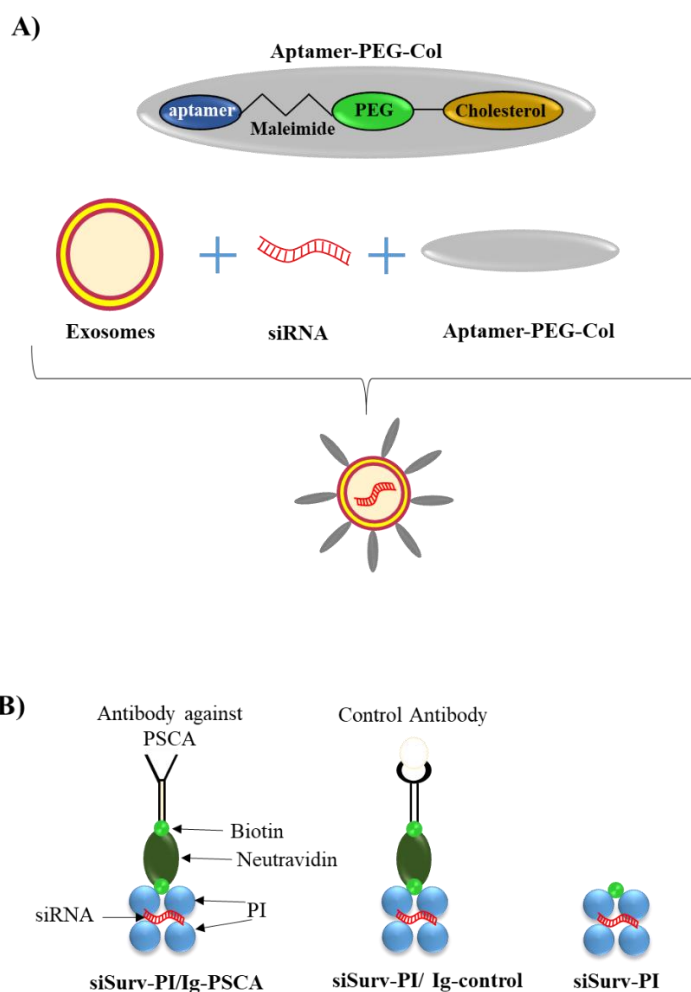 A)
Aptamer-PEG-Col
aptamer
Maleimide
PEG
Cholesterol
Exosomes
siRNA
Aptamer-PEG-Col
B)
Antibody against
PSCA
Control Antibody
Biotin
Neutravidin
siRNA
PI
siSurv-PI/Ig-PSCA
siSurv-PI/ Ig-control
siSurv-PI